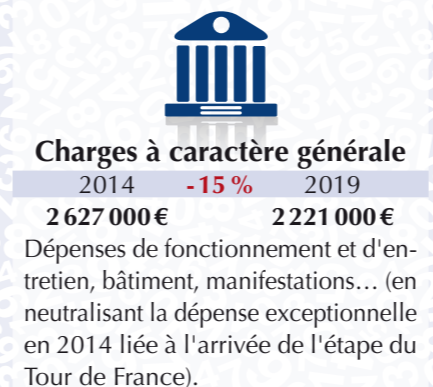 Charges à caractère générale
2014 -15 % 2019
2 627 000 € 2 221 000 €
Dépenses de fonctionnement et d'en-
tretien, bâtiment, manifestations... (en
neutralisant la dépense exceptionnelle
en 2014 liée à l'arrivée de l'étape du
Tour de France).